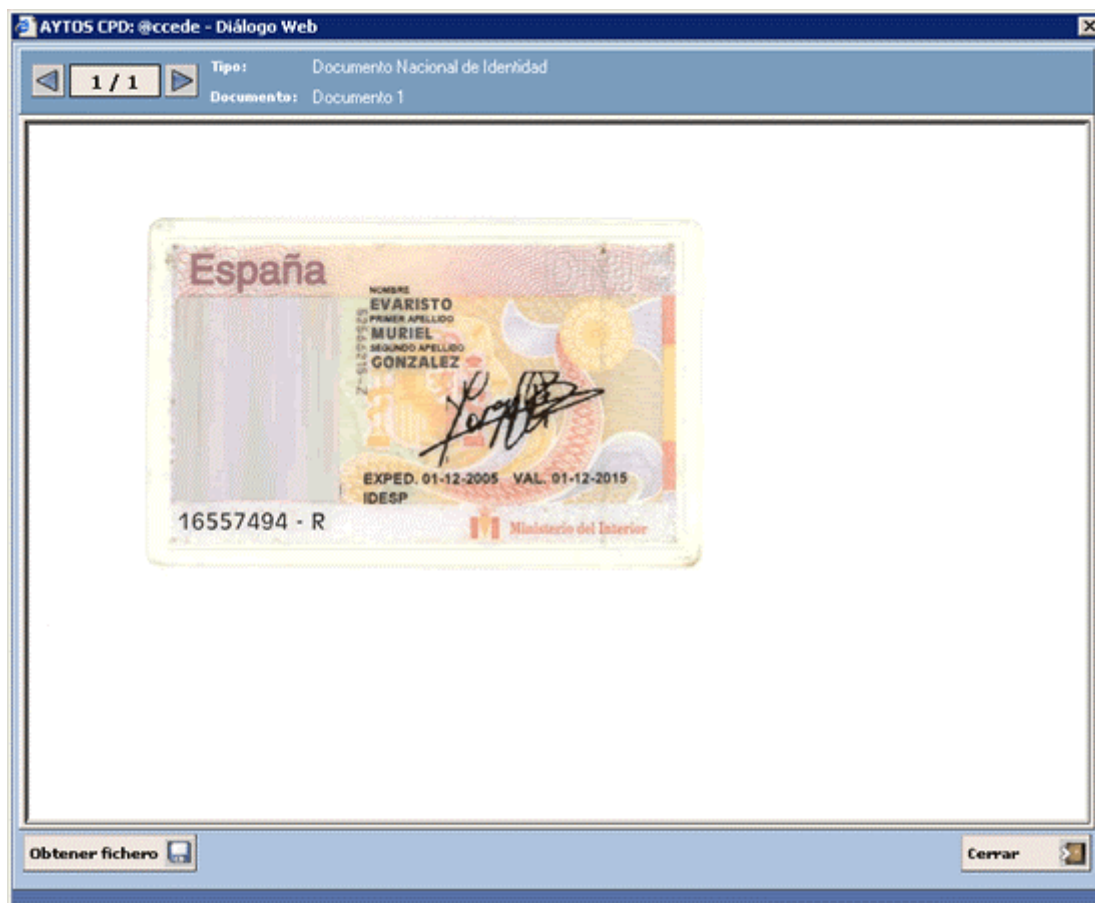 AYTOS CPD: @ccede - Diálogo Web
1 / 1
Tipo: Documento Nacional de Identidad
Documento: Documento 1
España
NOMBRE
EVARISTO
PRIMER APELLIDO
MURIEL
SEGUNDO APELLIDO
GONZALEZ
EXPED. 01-12-2005 VAL. 01-12-2015
IDESP
16557494 - R
Ministerio del Interior
Obtener fichero
Cerrar